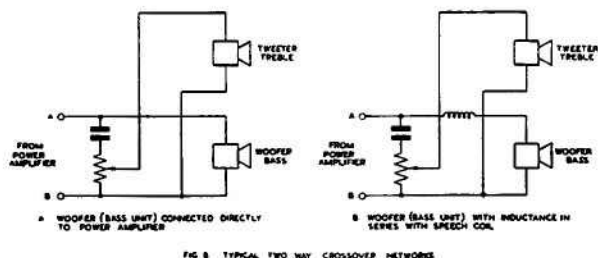 TWEETER
TREBLE
A
FROM
POWER
AMPLIFIER
WOOFER
BASS
B
A WOOFER (BASS UNIT) CONNECTED DIRECTLY
TO POWER AMPLIFIER
TWEETER
TREBLE
A
FROM
POWER
AMPLIFIER
WOOFER
BASS
B
B WOOFER (BASS UNIT) WITH INDUCTANCE IN
SERIES WITH SPEECH COIL
TYPICAL TWO WAY CROSSOVER NETWORKS